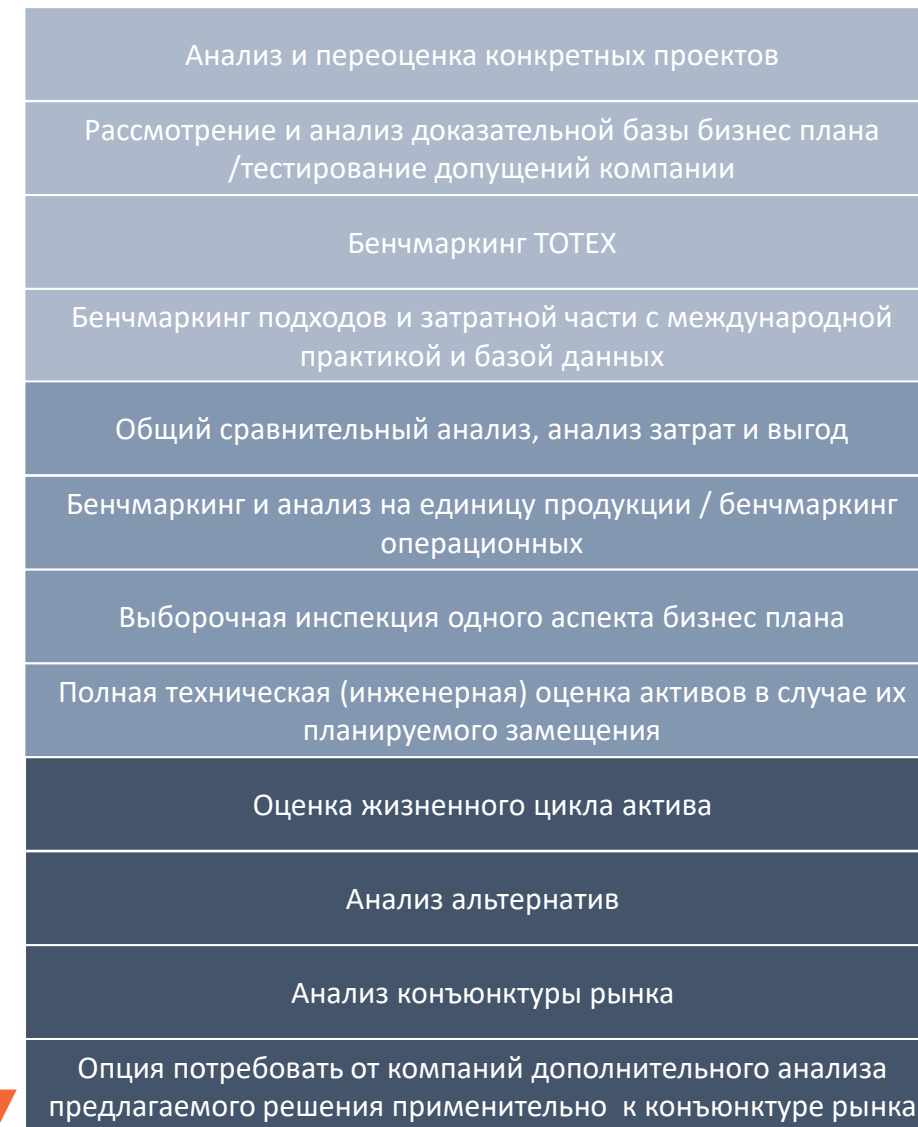 Анализ и переоценка конкретных проектов
Рассмотрение и анализ доказательной базы бизнес плана
/тестирование допущений компании
Бенчмаркинг TOTEX
Бенчмаркинг подходов и затратной части с международной
практикой и базой данных
Общий сравнительный анализ, анализ затрат и выгод
Бенчмаркинг и анализ на единицу продукции / бенчмаркинг
операционных
Выборочная инспекция одного аспекта бизнес плана
Полная техническая (инженерная) оценка активов в случае их
планируемого замещения
Оценка жизненного цикла актива
Анализ альтернатив
Анализ конъюнктуры рынка
Опция потребовать от компаний дополнительного анализа
предлагаемого решения применительно к конъюнктуре рынка